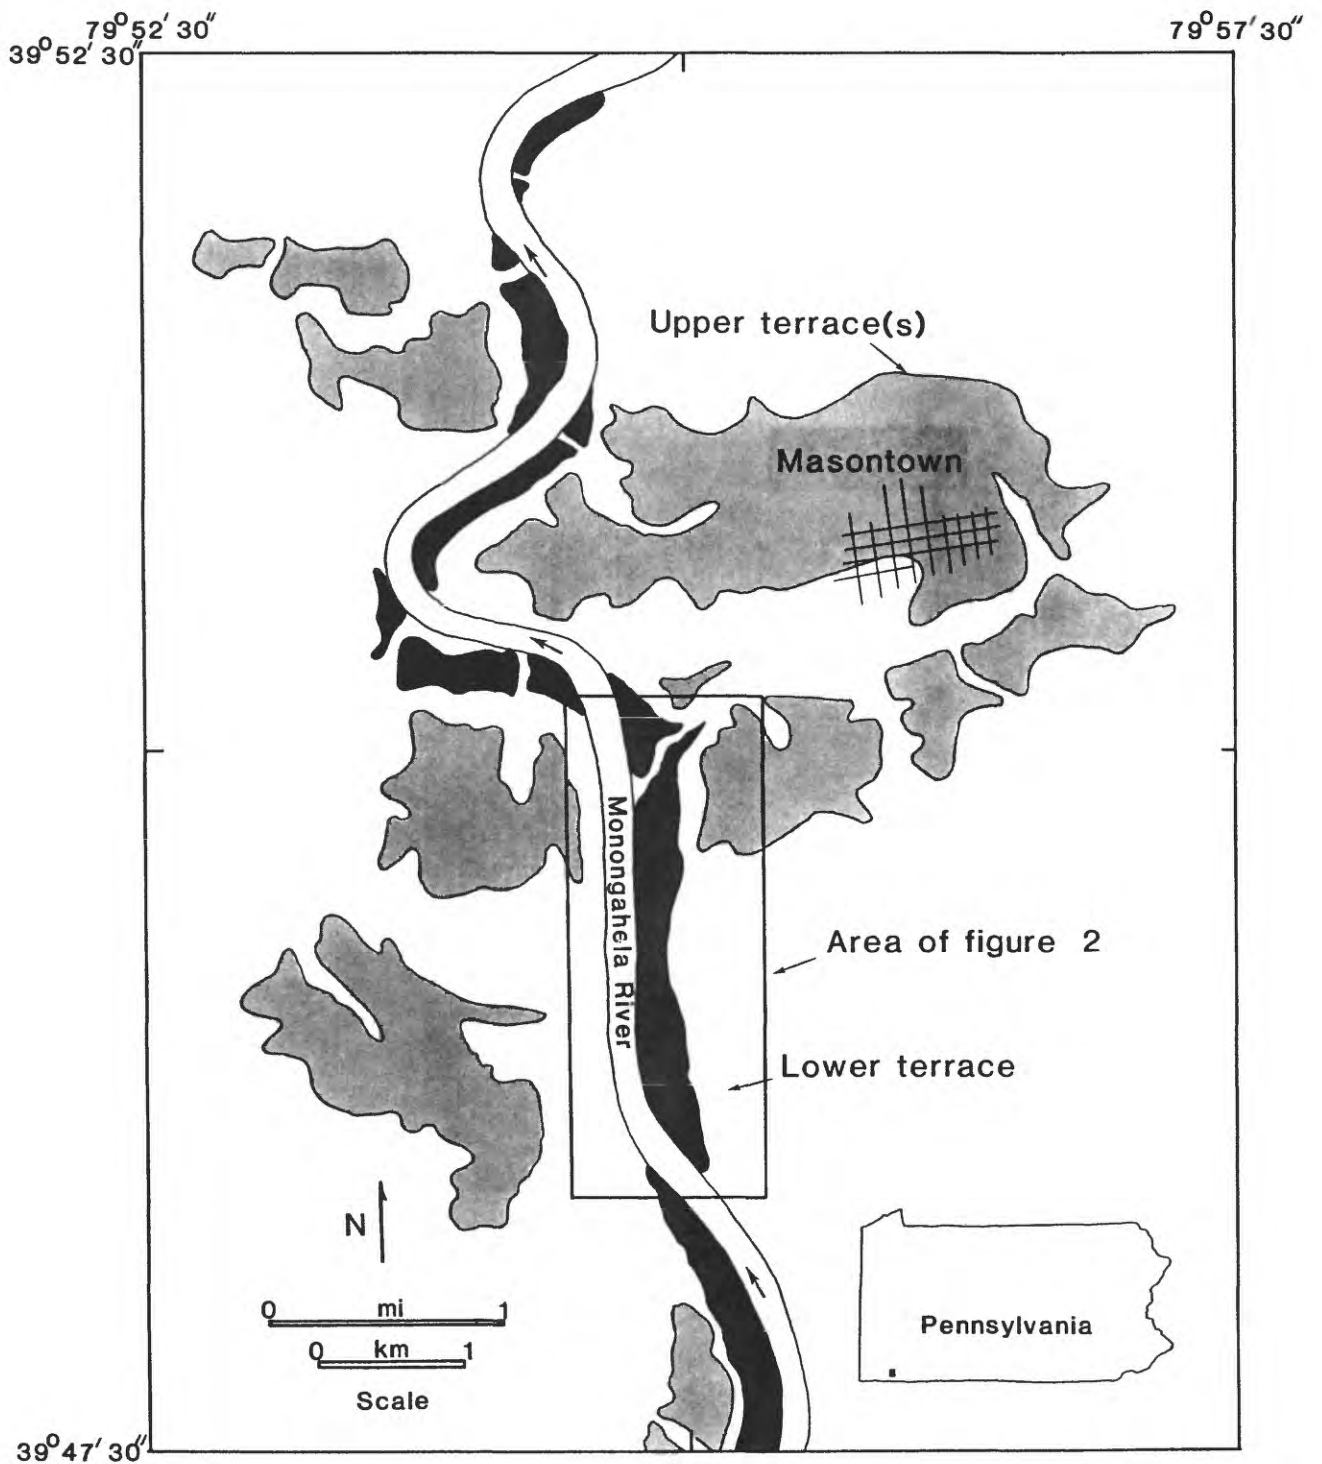 79°52'30"
79°57'30"
39°52'30"
Upper terrace(s)
Masontown
Monongahela River
Area of figure 2
Lower terrace
N
0 mi 1
0 km 1
Scale
Pennsylvania
39°47'30"